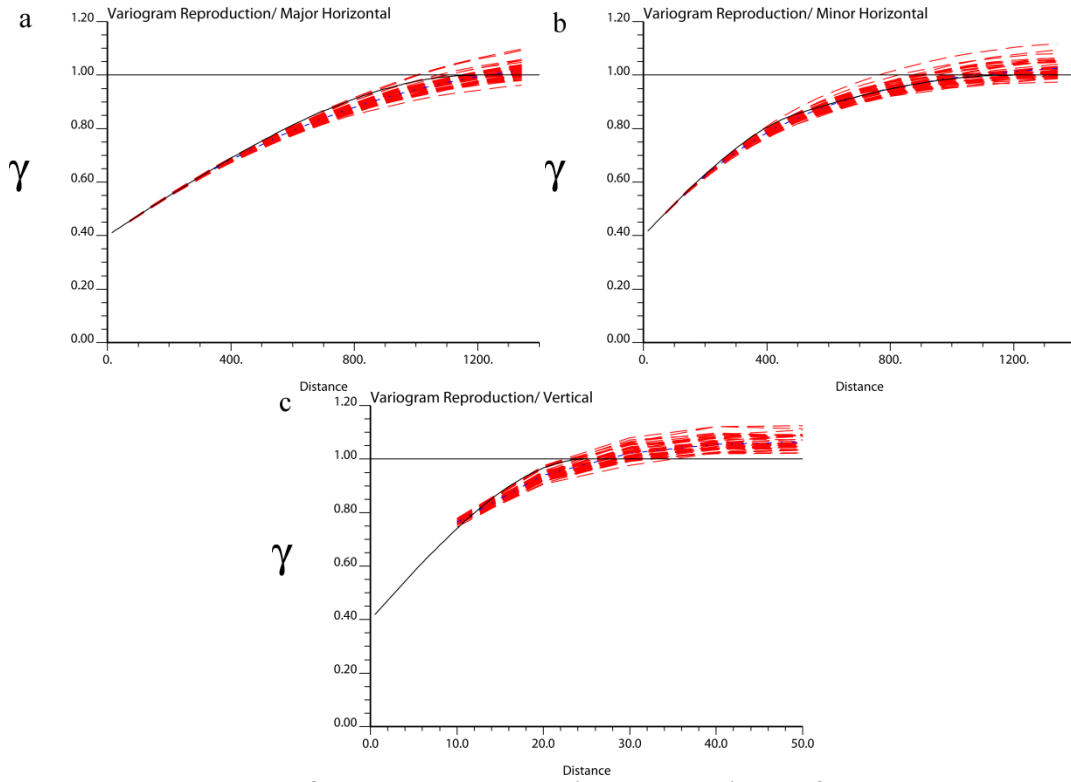 a
Variogram Reproduction/ Major Horizontal
1.20
1.00
0.80
0.60
0.40
0.20
0.00
γ
0.
400.
800.
1200.
Distance
b
Variogram Reproduction/ Minor Horizontal
1.20
1.00
0.80
0.60
0.40
0.20
0.00
γ
0.
400.
800.
1200.
Distance
c
Variogram Reproduction/ Vertical
1.20
1.00
0.80
0.60
0.40
0.20
0.00
γ
0.0
10.0
20.0
30.0
40.0
50.0
Distance